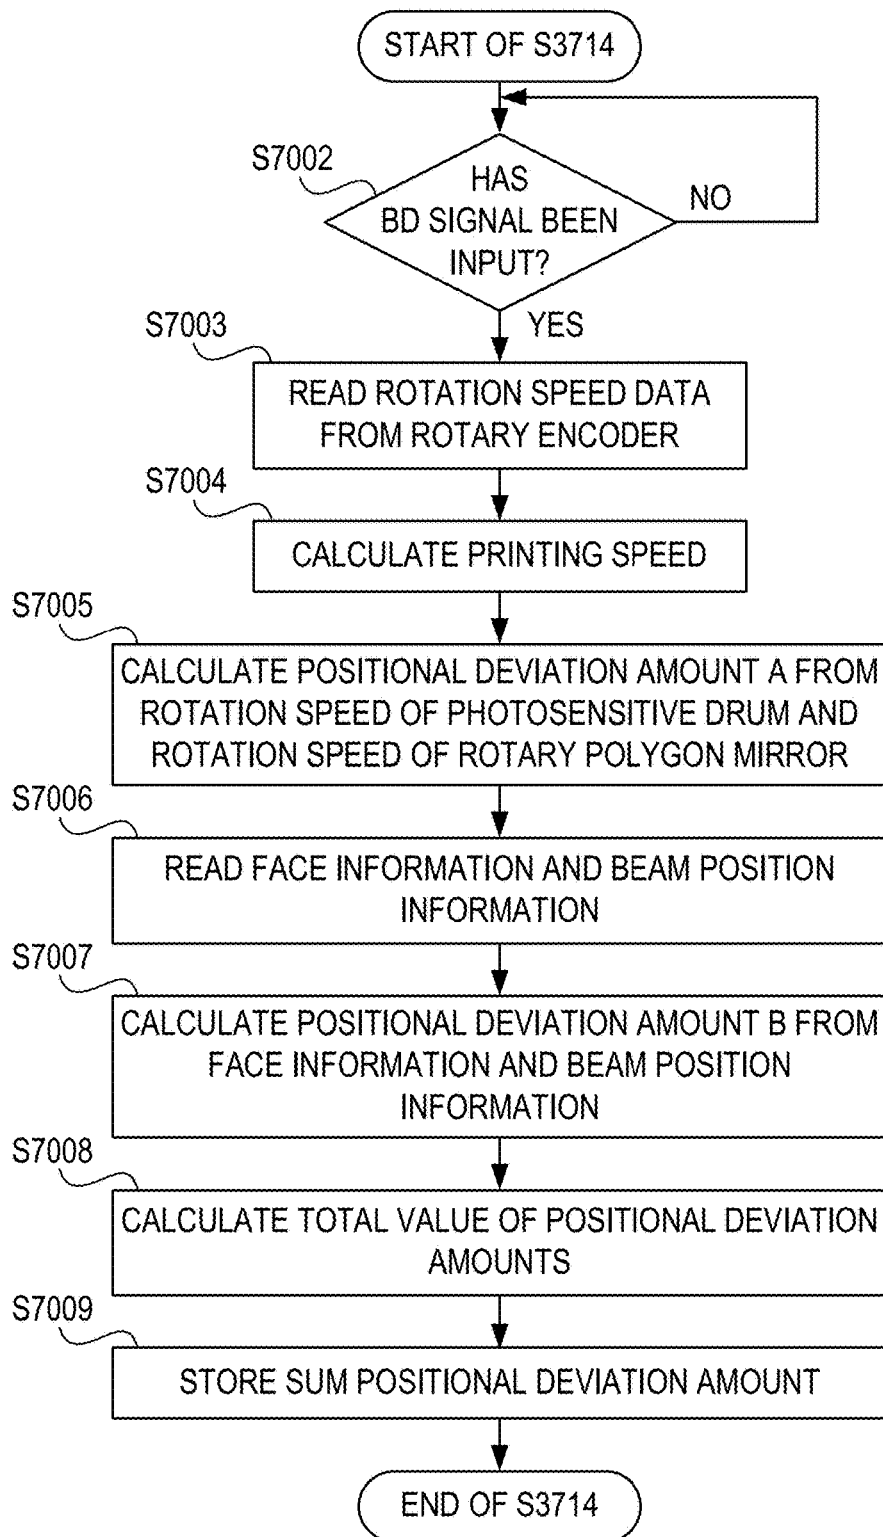 START OF S3714
S7002
HAS
BD SIGNAL BEEN
INPUT?
NO
YES
S7003
READ ROTATION SPEED DATA
FROM ROTARY ENCODER
S7004
CALCULATE PRINTING SPEED
S7005
CALCULATE POSITIONAL DEVIATION AMOUNT A FROM
ROTATION SPEED OF PHOTOSENSITIVE DRUM AND
ROTATION SPEED OF ROTARY POLYGON MIRROR
S7006
READ FACE INFORMATION AND BEAM POSITION
INFORMATION
S7007
CALCULATE POSITIONAL DEVIATION AMOUNT B FROM
FACE INFORMATION AND BEAM POSITION
INFORMATION
S7008
CALCULATE TOTAL VALUE OF POSITIONAL DEVIATION
AMOUNTS
S7009
STORE SUM POSITIONAL DEVIATION AMOUNT
END OF S3714